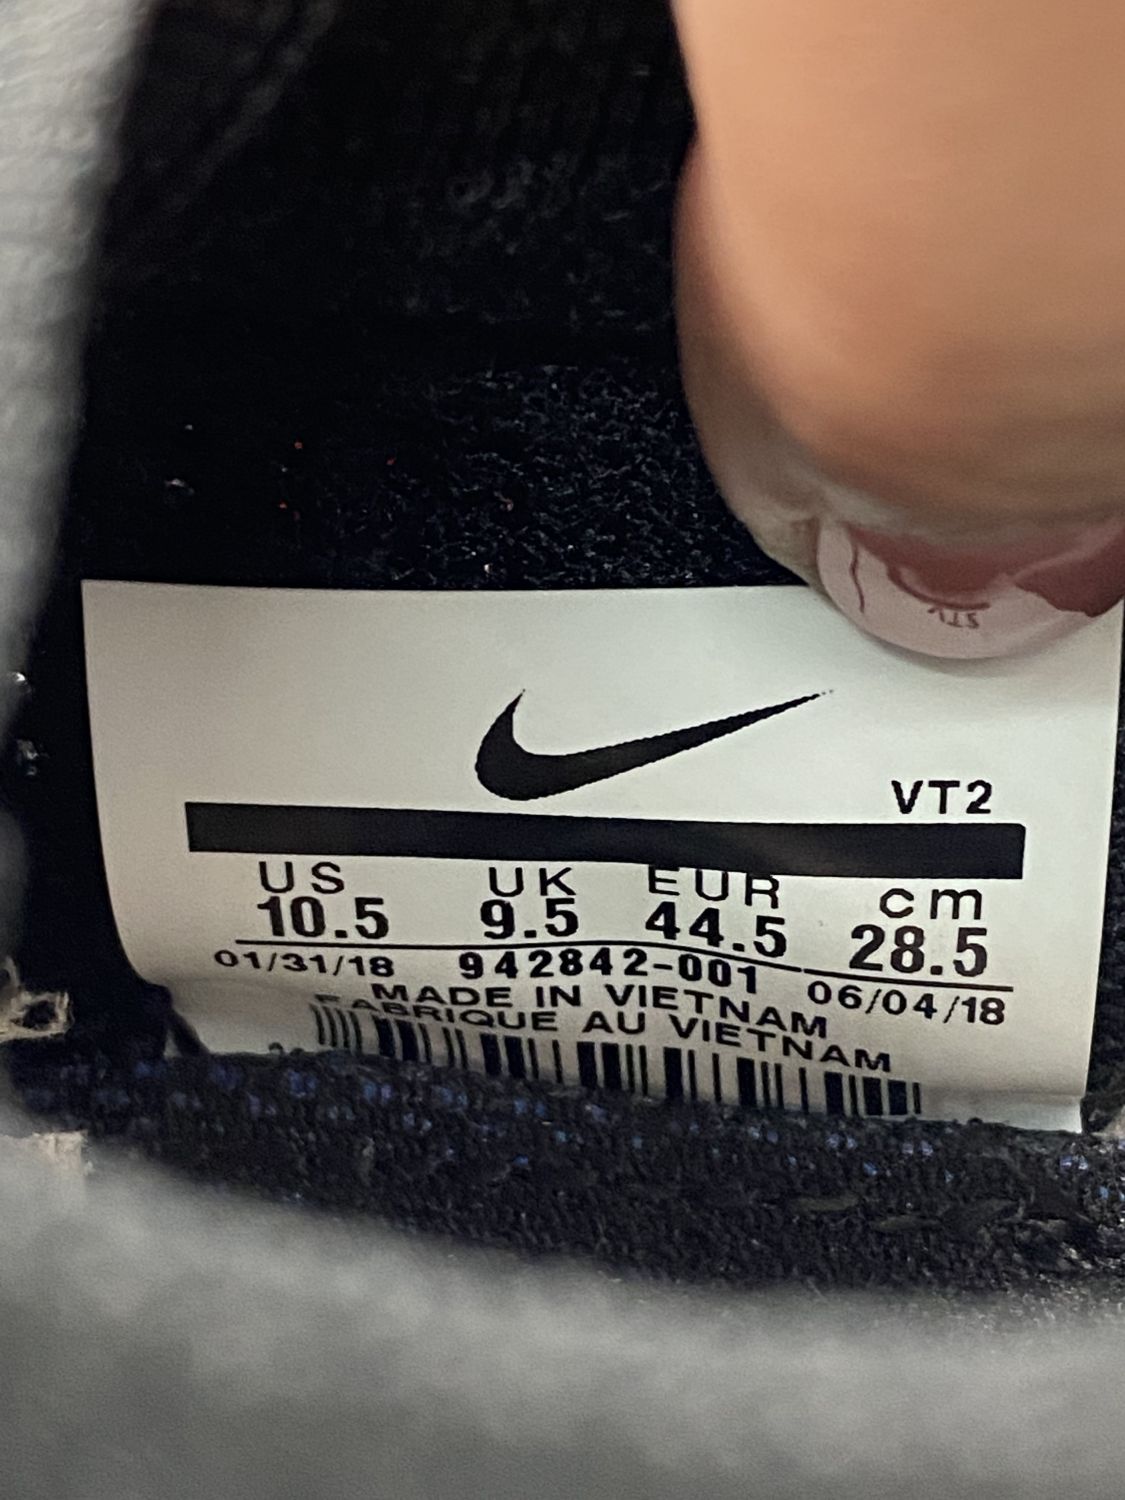 VT2
US UK EUR cm
10.5 9.5 44.5 28.5
01/31/18 942842-001 06/04/18
MADE IN VIETNAM
FABRIQUE AU VIETNAM